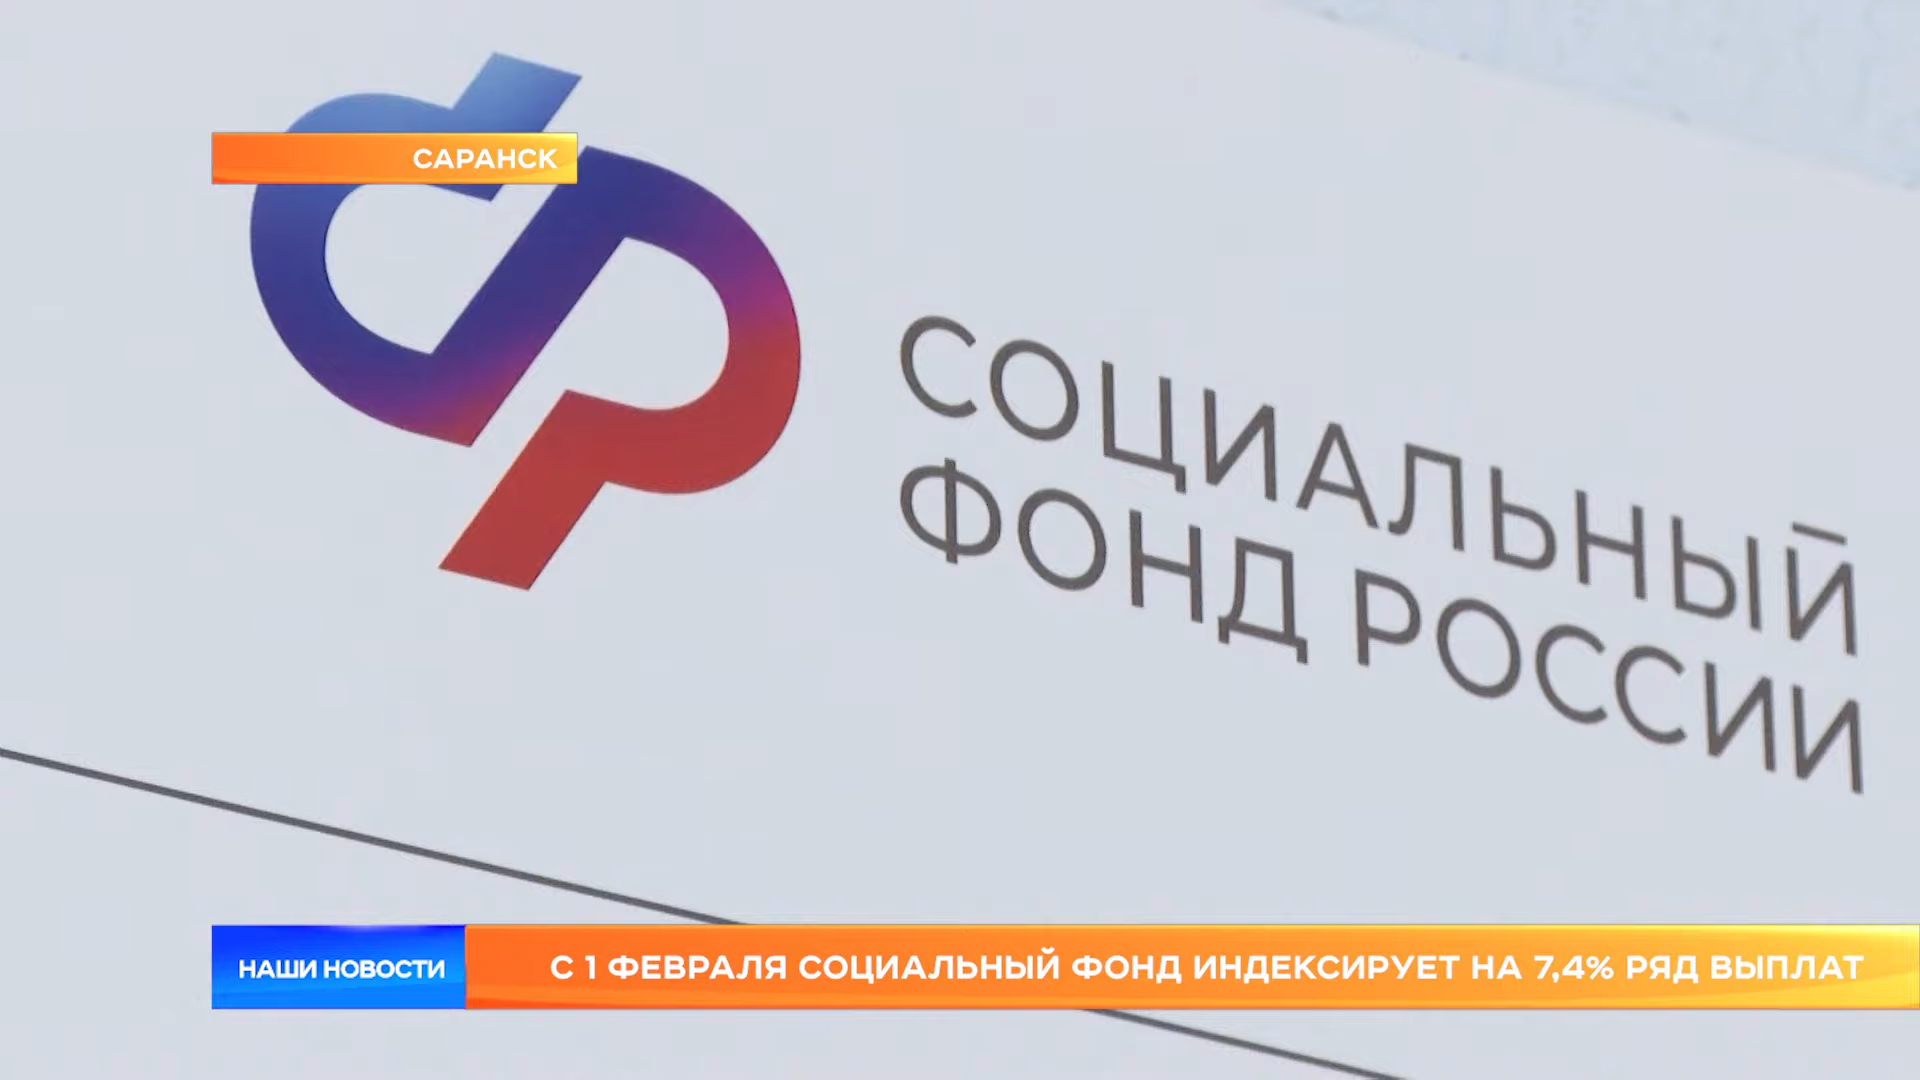 САРАНСК
СОЦИАЛЬНЫЙ
ФОНД РОССИИ
НАШИ НОВОСТИ
С 1 ФЕВРАЛЯ СОЦИАЛЬНЫЙ ФОНД ИНДЕКСИРУЕТ НА 7,4% РЯД ВЫПЛАТ